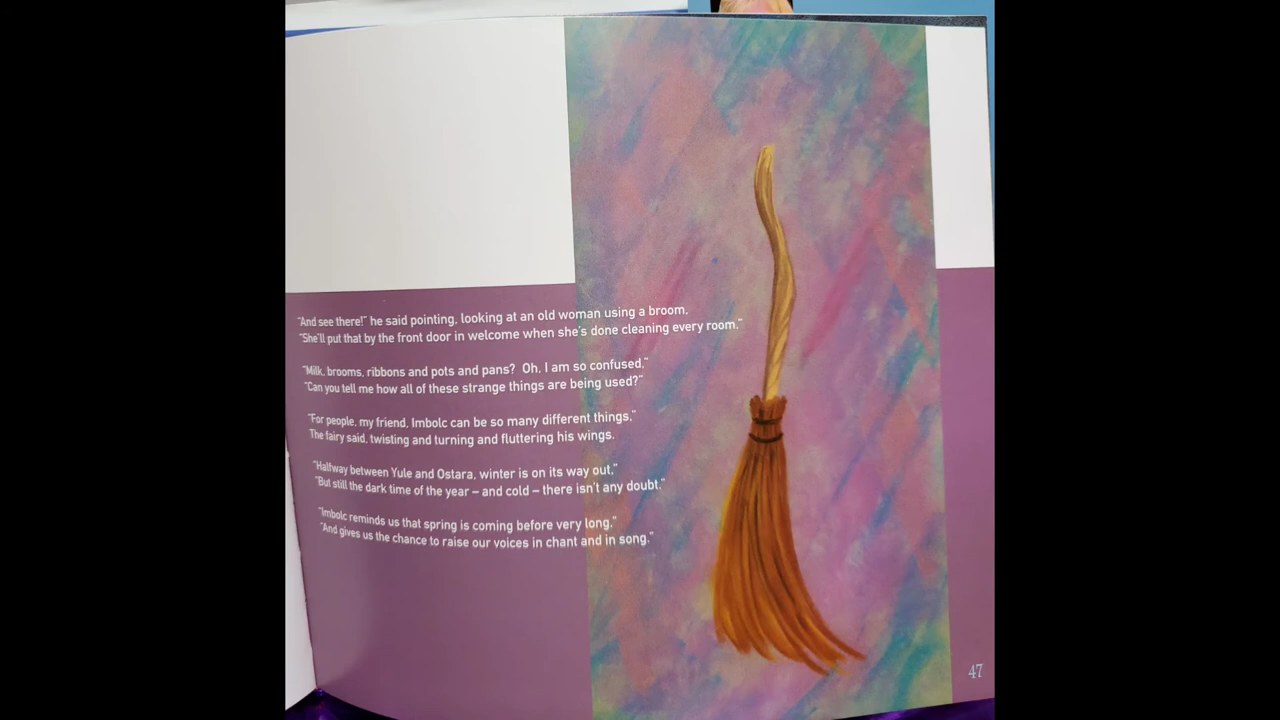 "And see there!" he said pointing, looking at an old woman using a broom,
"She'll put that by the front door in welcome when she's done cleaning every room."
"Milk, brooms, ribbons and pots and pans? Oh, I am so confused,"
"Can you tell me how all of these strange things are being used?"
"For people, my friend, Imbolc can be so many different things,"
The fairy said, twisting and turning and fluttering his wings.
"Halfway between Yule and Ostara, winter is on its way out,"
"But still the dark time of the year – and cold – there isn't any doubt."
"Imbolc reminds us that spring is coming before very long,"
"And gives us the chance to raise our voices in chant and in song."
47